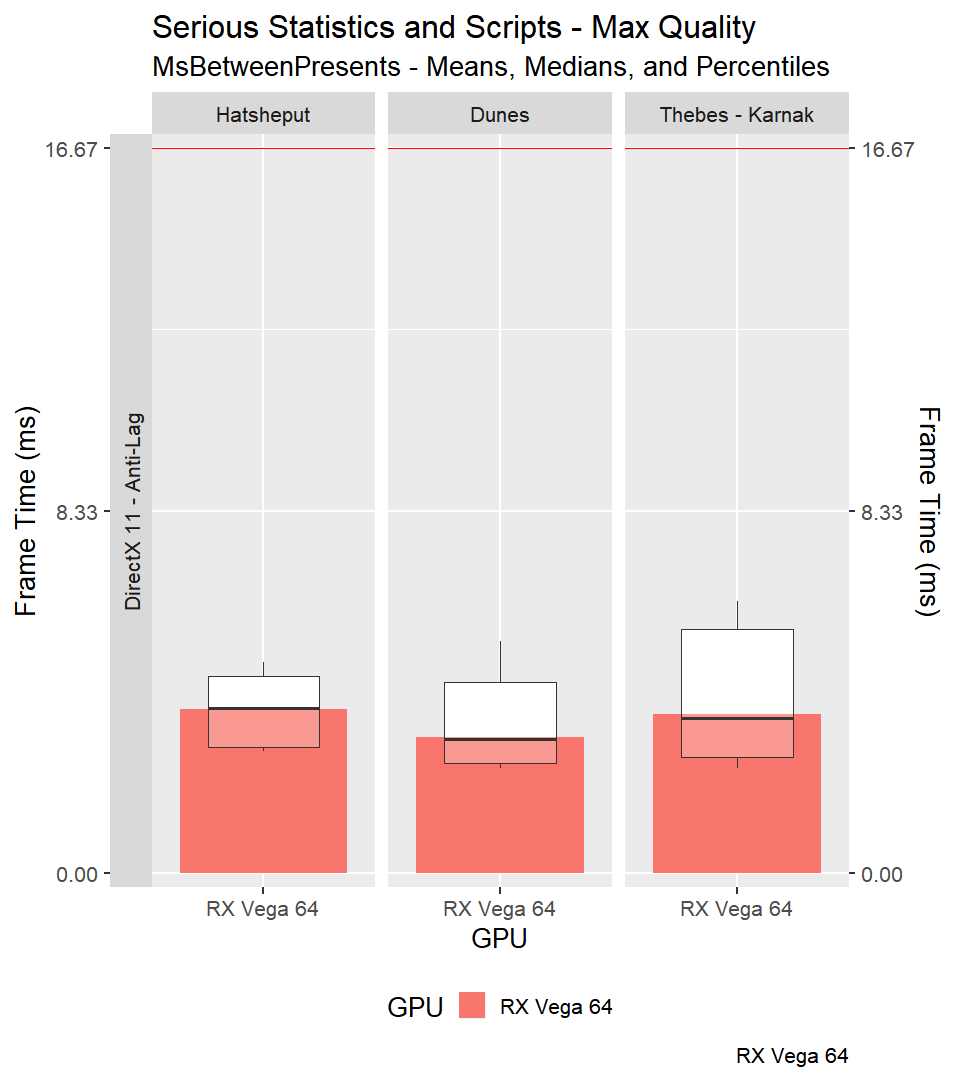 Serious Statistics and Scripts - Max Quality
MsBetweenPresents - Means, Medians, and Percentiles
Hatsheput
Dunes
Thebes - Karnak
16.67
16.67
Frame Time (ms)
DirectX 11 - Anti-Lag
8.33
8.33
Frame Time (ms)
0.00
0.00
RX Vega 64
RX Vega 64
RX Vega 64
GPU
GPU
RX Vega 64
RX Vega 64